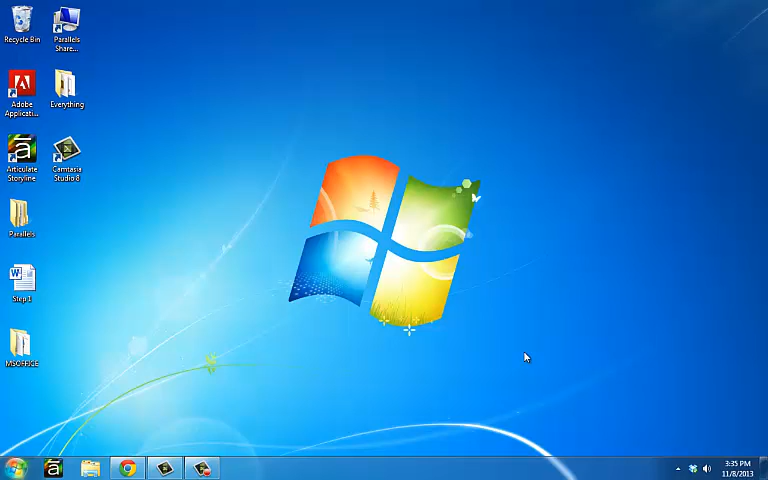 Recycle Bin
Parallels
Share...
Adobe
Applicati...
Everything
Articulate
Storyline
Camtasia
Studio 8
Parallels
Step 1
MSOFFICE
3:35 PM
11/8/2013